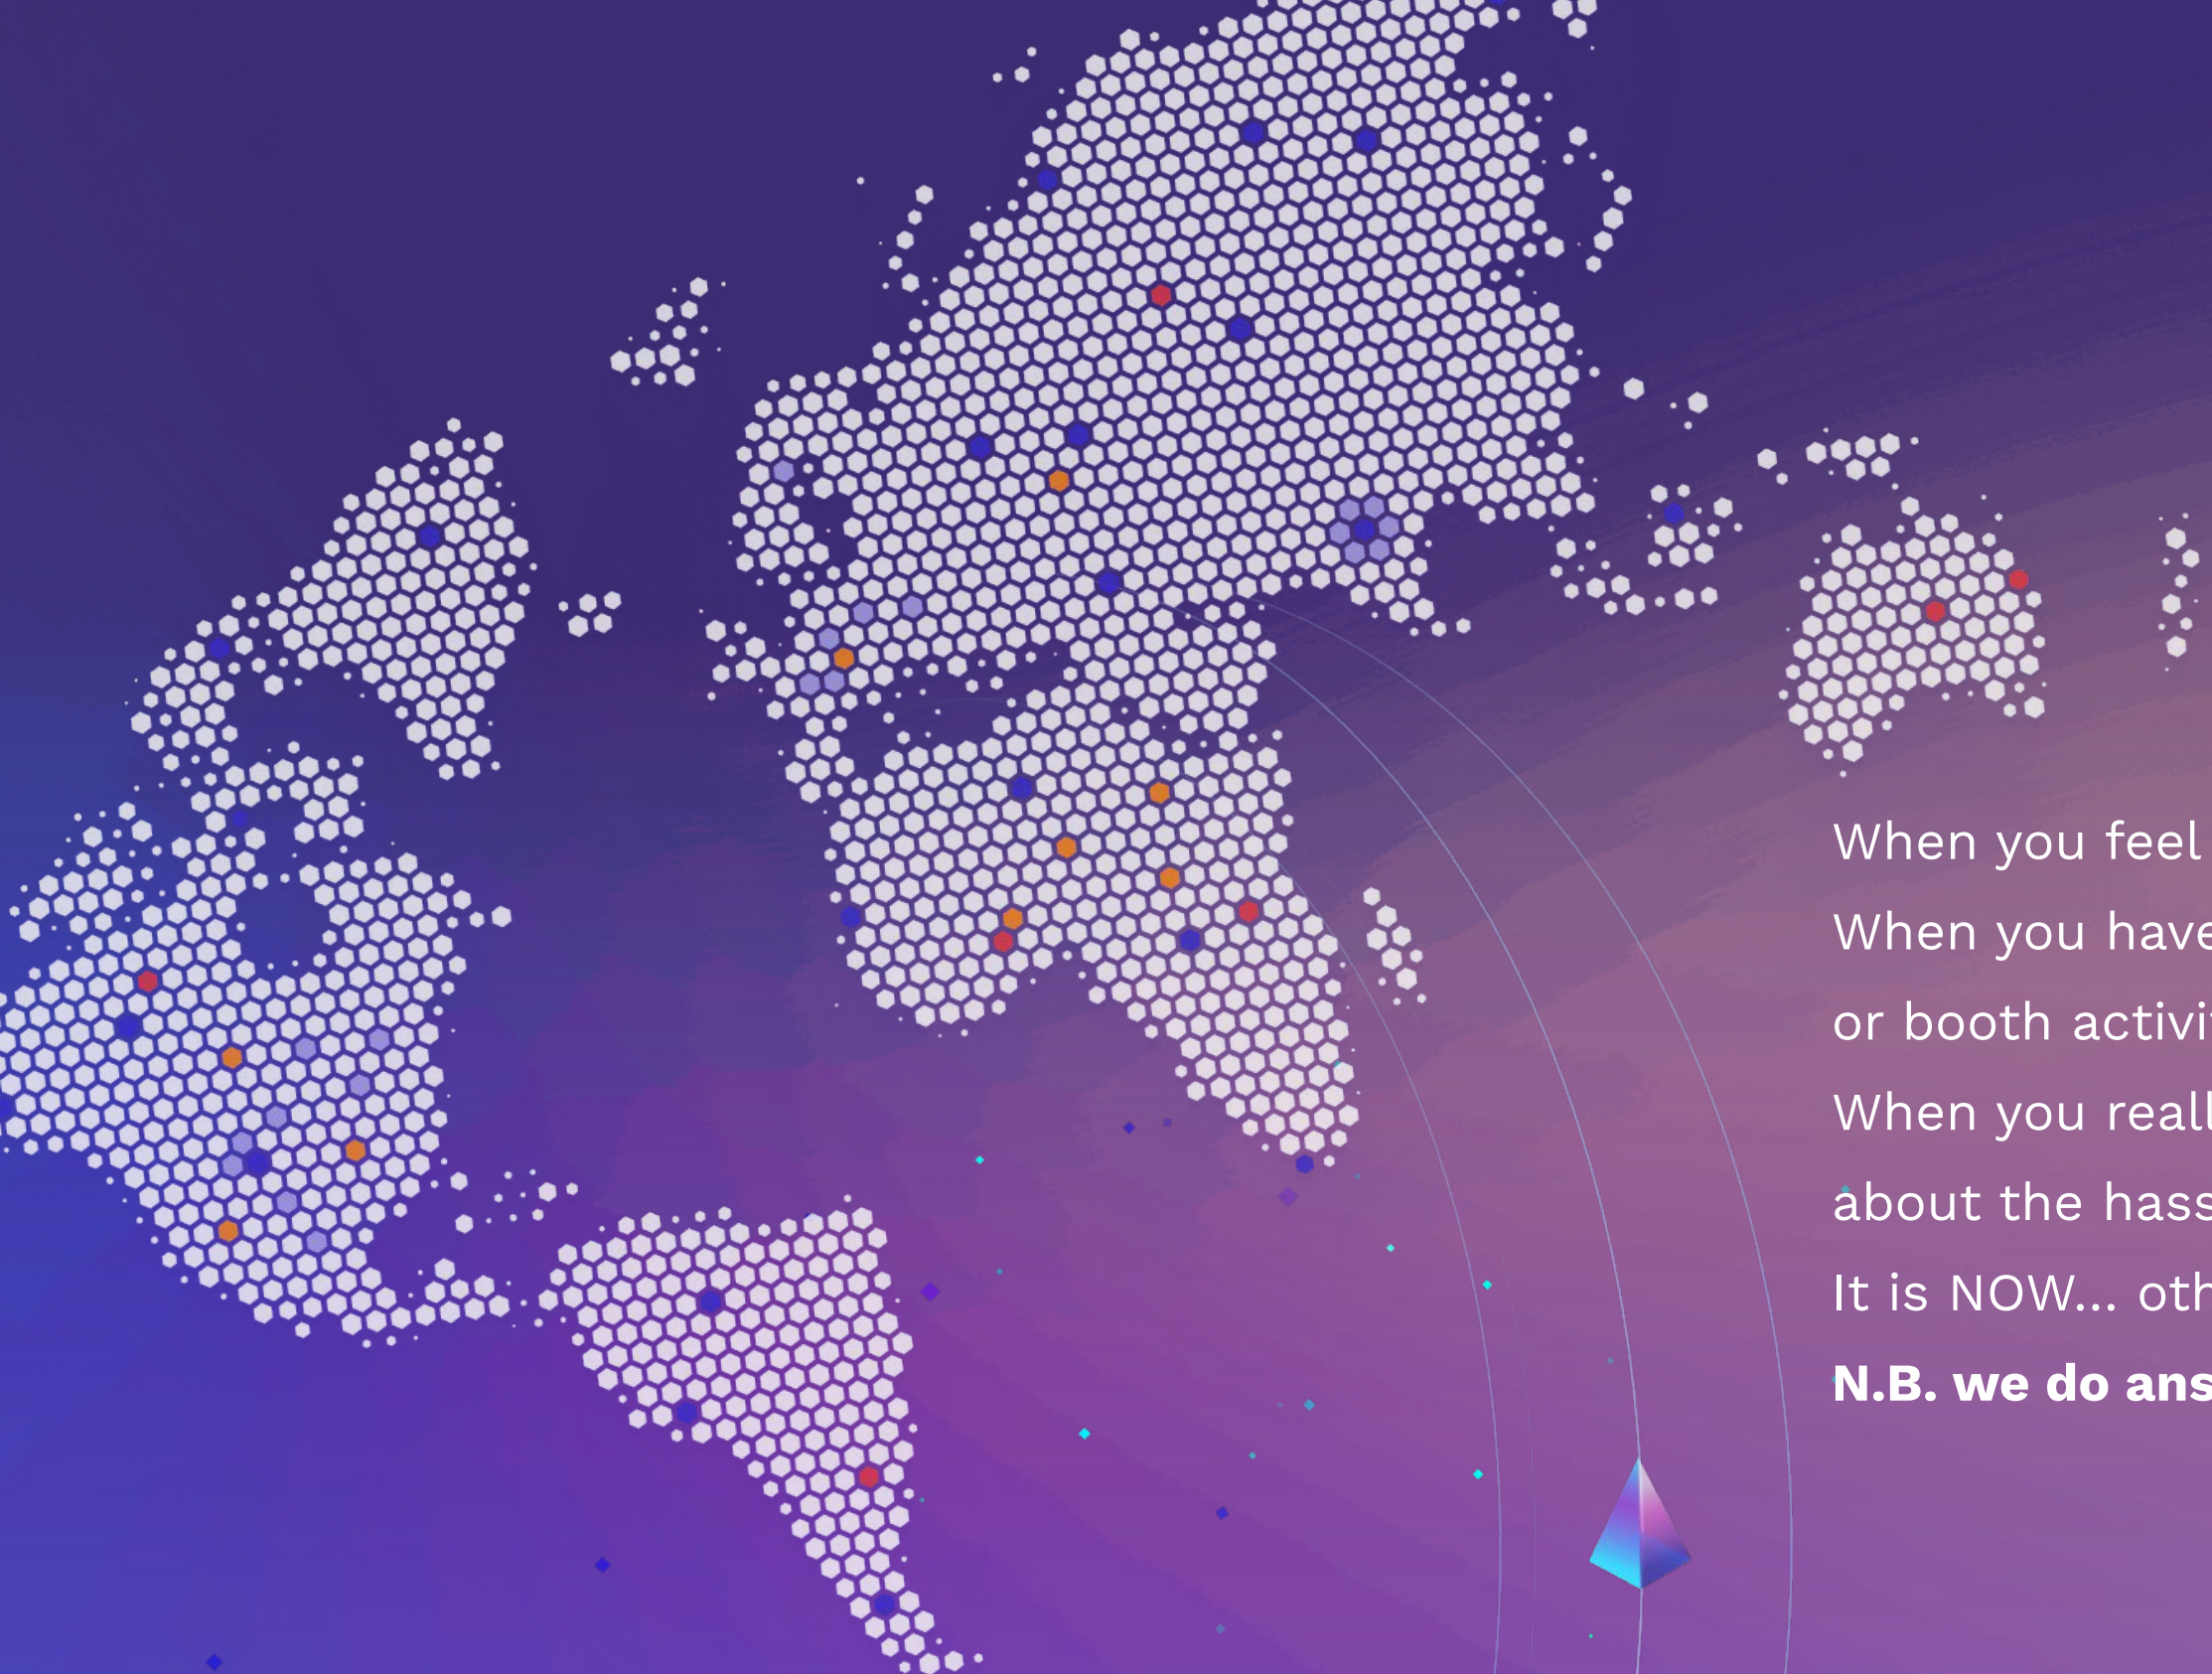 When you feel
When you have
or booth activi
When you reall
about the hass
It is NOW... oth
N.B. we do ans